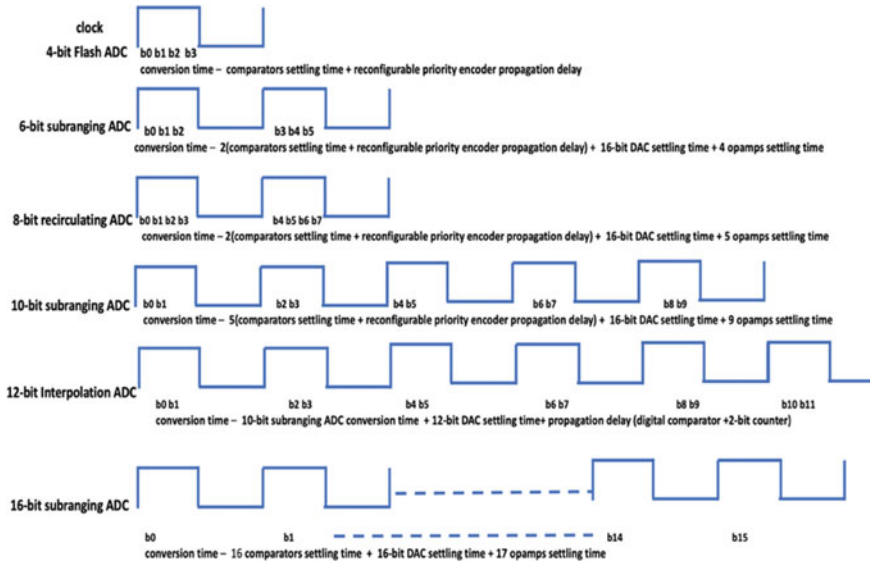 clock
4-bit Flash ADC
b0 b1 b2 b3
conversion time – comparators settling time + reconfigurable priority encoder propagation delay
6-bit subranging ADC
b0 b1 b2 b3 b4 b5
conversion time – 2(comparators settling time + reconfigurable priority encoder propagation delay) + 16-bit DAC settling time + 4 opamps settling time
8-bit recirculating ADC
b0 b1 b2 b3 b4 b5 b6 b7
conversion time – 2(comparators settling time + reconfigurable priority encoder propagation delay) + 16-bit DAC settling time + 5 opamps settling time
10-bit subranging ADC
b0 b1 b2 b3 b4 b5 b6 b7 b8 b9
conversion time – 5(comparators settling time + reconfigurable priority encoder propagation delay) + 16-bit DAC settling time + 9 opamps settling time
12-bit Interpolation ADC
b0 b1 b2 b3 b4 b5 b6 b7 b8 b9 b10 b11
conversion time – 10-bit subranging ADC conversion time + 12-bit DAC settling time+ propagation delay (digital comparator +2-bit counter)
16-bit subranging ADC
b0 b1 b14 b15
conversion time – 16 comparators settling time + 16-bit DAC settling time + 17 opamps settling time